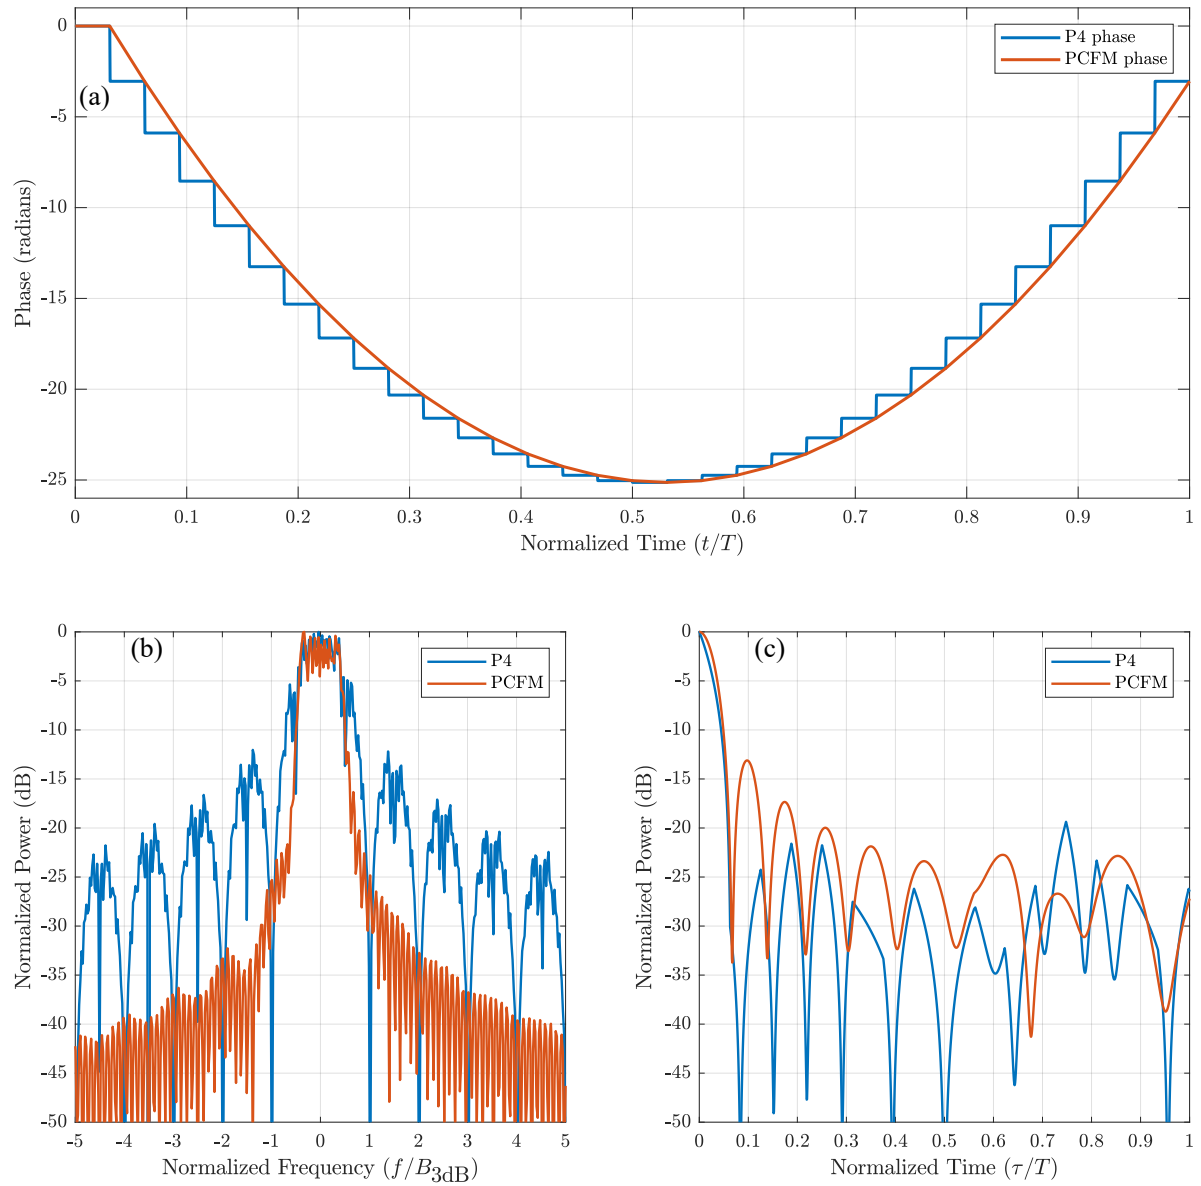 0
-5
-10
-15
-20
-25
Phase (radians)
(a)
P4 phase
PCFM phase
0 0.1 0.2 0.3 0.4 0.5 0.6 0.7 0.8 0.9 1
Normalized Time (t/T)
0
-5
-10
-15
-20
-25
-30
-35
-40
-45
-50
Normalized Power (dB)
(b)
P4
PCFM
-5 -4 -3 -2 -1 0 1 2 3 4 5
Normalized Frequency (f/B3dB)
0
-5
-10
-15
-20
-25
-30
-35
-40
-45
-50
Normalized Power (dB)
(c)
P4
PCFM
0 0.1 0.2 0.3 0.4 0.5 0.6 0.7 0.8 0.9 1
Normalized Time (τ/T)